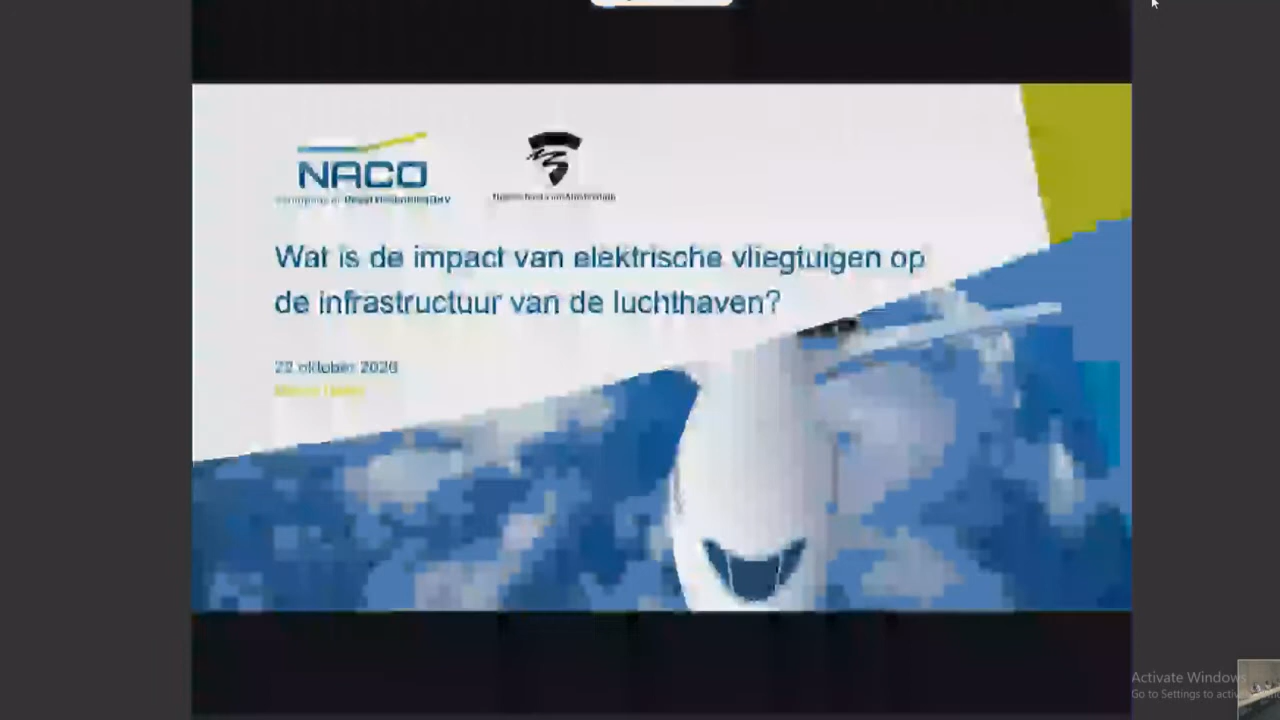 NACO
Wat is de impact van elektrische vliegtuigen op
de infrastructuur van de luchthaven?
22 oktober 2020
Activate Windows
Go to Settings to